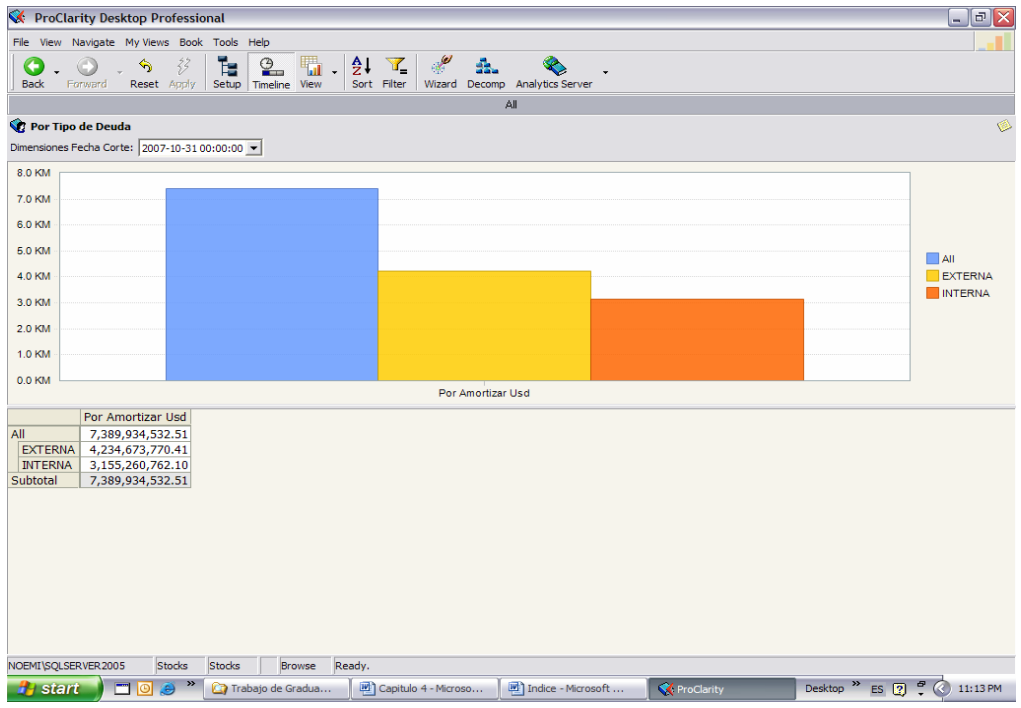 ProClarity Desktop Professional
File View Navigate My Views Book Tools Help
Back Forward Reset Apply Setup Timeline View Sort Filter Wizard Decomp Analytics Server
All
Por Tipo de Deuda
Dimensiones Fecha Corte: 2007-10-31 00:00:00
8.0 KM
7.0 KM
6.0 KM
5.0 KM
4.0 KM
3.0 KM
2.0 KM
1.0 KM
0.0 KM
Por Amortizar Usd
All
EXTERNA
INTERNA
Por Amortizar Usd
All 7,389,934,532.51
EXTERNA 4,234,673,770.41
INTERNA 3,155,260,762.10
Subtotal 7,389,934,532.51
NOEMI\SQLSERVER2005 Stocks Stocks Browse Ready.
start » Trabajo de Gradua... Capitulo 4 - Microso... Indice - Microsoft ... ProClarity Desktop » ES 11:13 PM